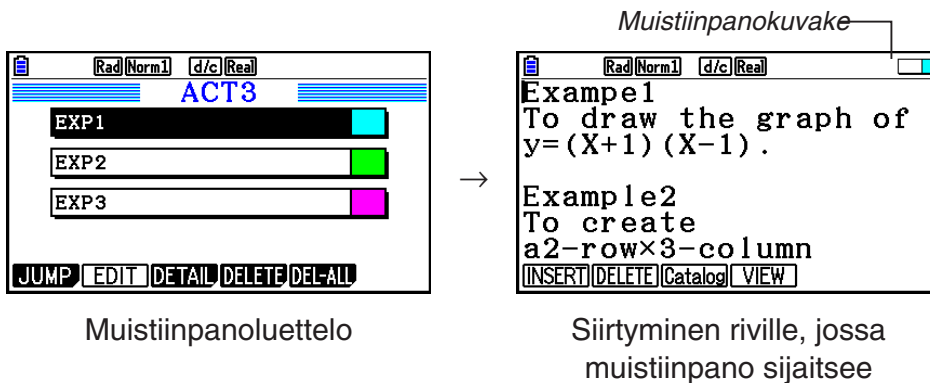 Muistiinpanokuvake
Rad Norm1 d/c Real
ACT3
EXP1
EXP2
EXP3
JUMP EDIT DETAIL DELETE DEL-ALL
Muistiinpanoluettelo
→
Rad Norm1 d/c Real
Exampe1
To draw the graph of
y=(X+1)(X-1).
Example2
To create
a2-row×3-column
INSERT DELETE Catalog VIEW
Siirtyminen riville, jossa
muistiinpano sijaitsee